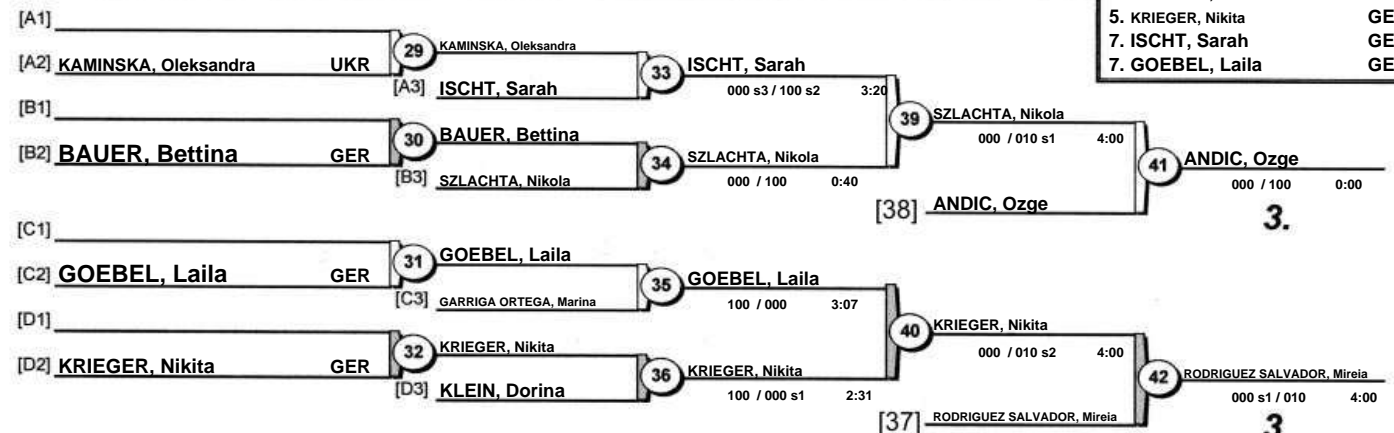 5. KRIEGER, Nikita GE
7. ISCHT, Sarah GE
7. GOEBEL, Laila GE
[A1]
[A2] KAMINSKA, Oleksandra UKR
29
KAMINSKA, Oleksandra
[A3] ISCHT, Sarah
33
ISCHT, Sarah
000 s3 / 100 s2 3:20
[B1]
[B2] BAUER, Bettina GER
30
BAUER, Bettina
[B3] SZLACHTA, Nikola
34
SZLACHTA, Nikola
000 / 100 0:40
39
SZLACHTA, Nikola
000 / 010 s1 4:00
[38] ANDIC, Ozge
41
ANDIC, Ozge
000 / 100 0:00
3.
[C1]
[C2] GOEBEL, Laila GER
31
GOEBEL, Laila
[C3] GARRIGA ORTEGA, Marina
35
GOEBEL, Laila
100 / 000 3:07
[D1]
[D2] KRIEGER, Nikita GER
32
KRIEGER, Nikita
[D3] KLEIN, Dorina
36
KRIEGER, Nikita
100 / 000 s1 2:31
40
KRIEGER, Nikita
000 / 010 s2 4:00
[37] RODRIGUEZ SALVADOR, Mireia
42
RODRIGUEZ SALVADOR, Mireia
000 s1 / 010 4:00
3